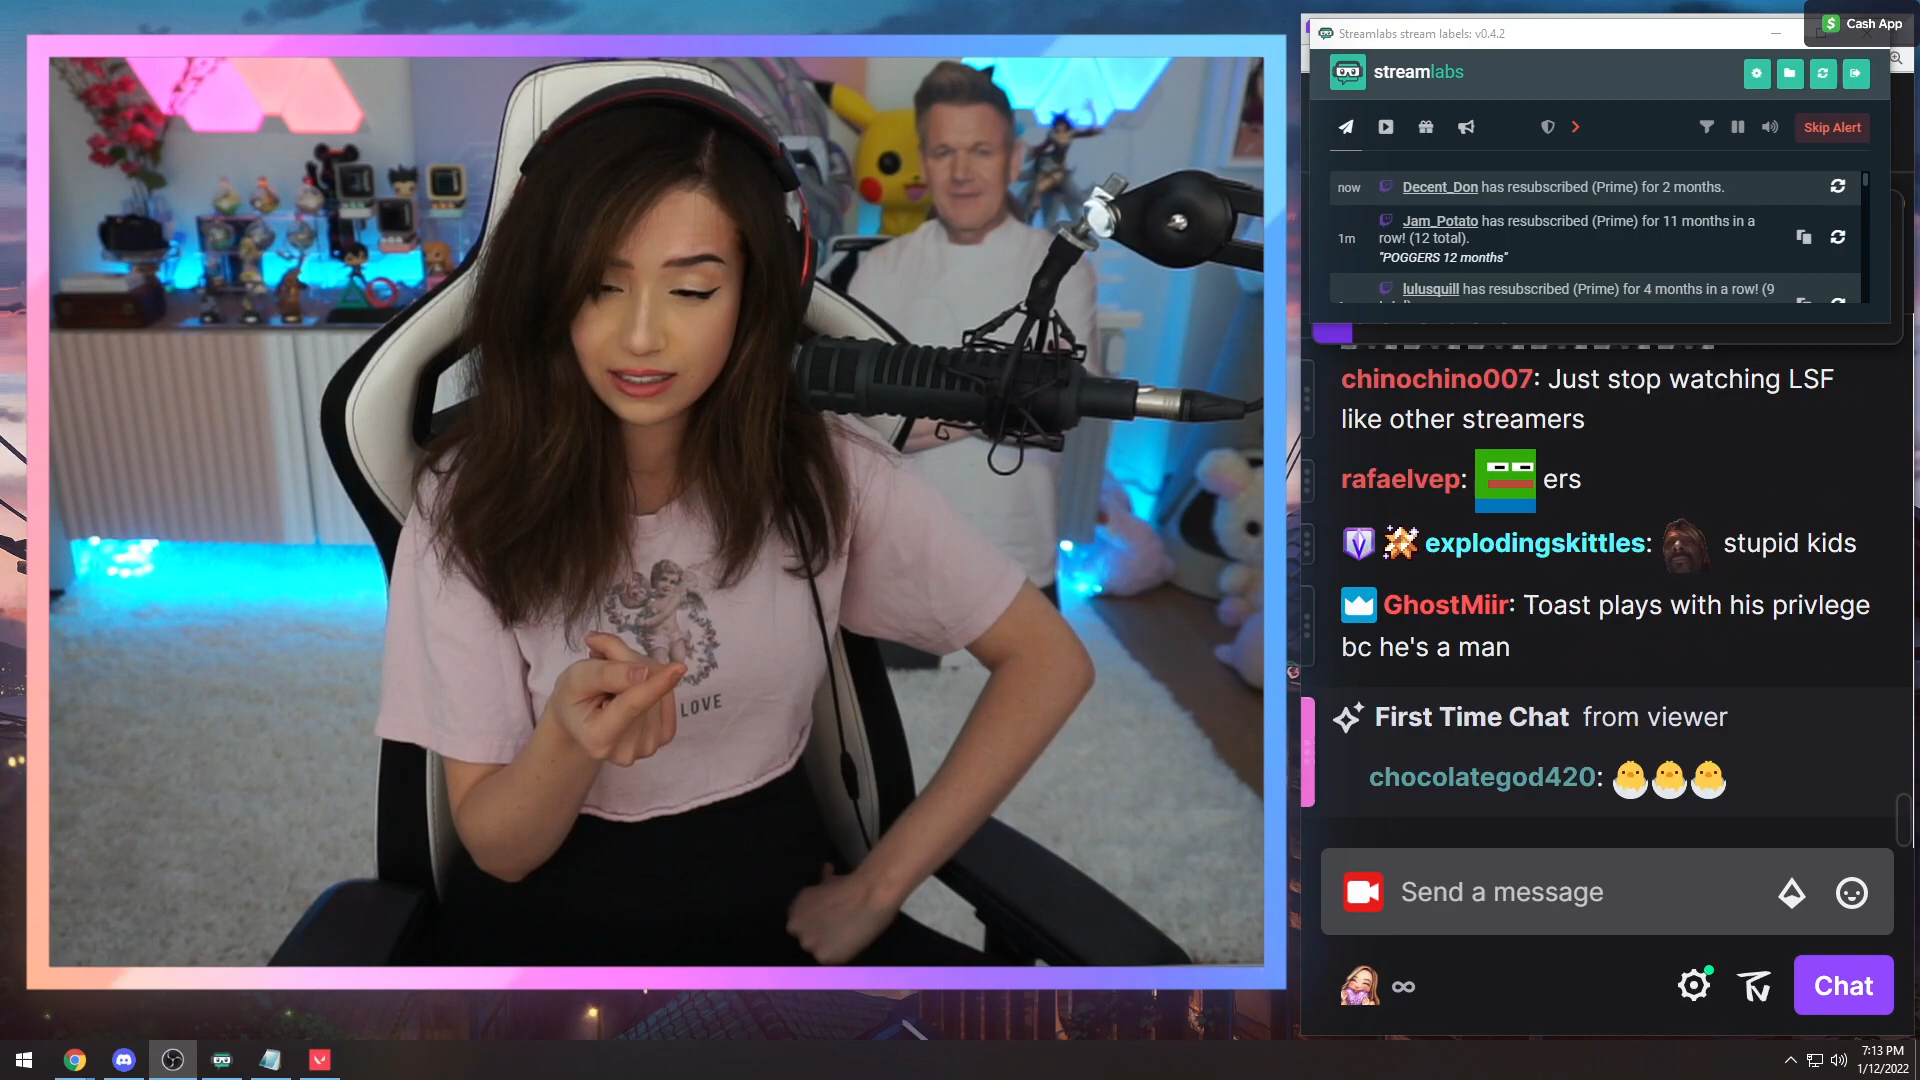 Cash App
Streamlabs stream labels: v0.4.2
streamlabs
Skip Alert
now Decent_Don has resubscribed (Prime) for 2 months.
Jam_Potato has resubscribed (Prime) for 11 months in a
1m row! (12 total).
"POGGERS 12 months"
lulusquill has resubscribed (Prime) for 4 months in a row! (9
chinochino007: Just stop watching LSF
like other streamers
rafaelvep: ers
explodingskittles: stupid kids
GhostMiir: Toast plays with his privlege
bc he's a man
First Time Chat from viewer
chocolategod420:
Send a message
Chat
LOVE
7:13 PM
1/12/2022